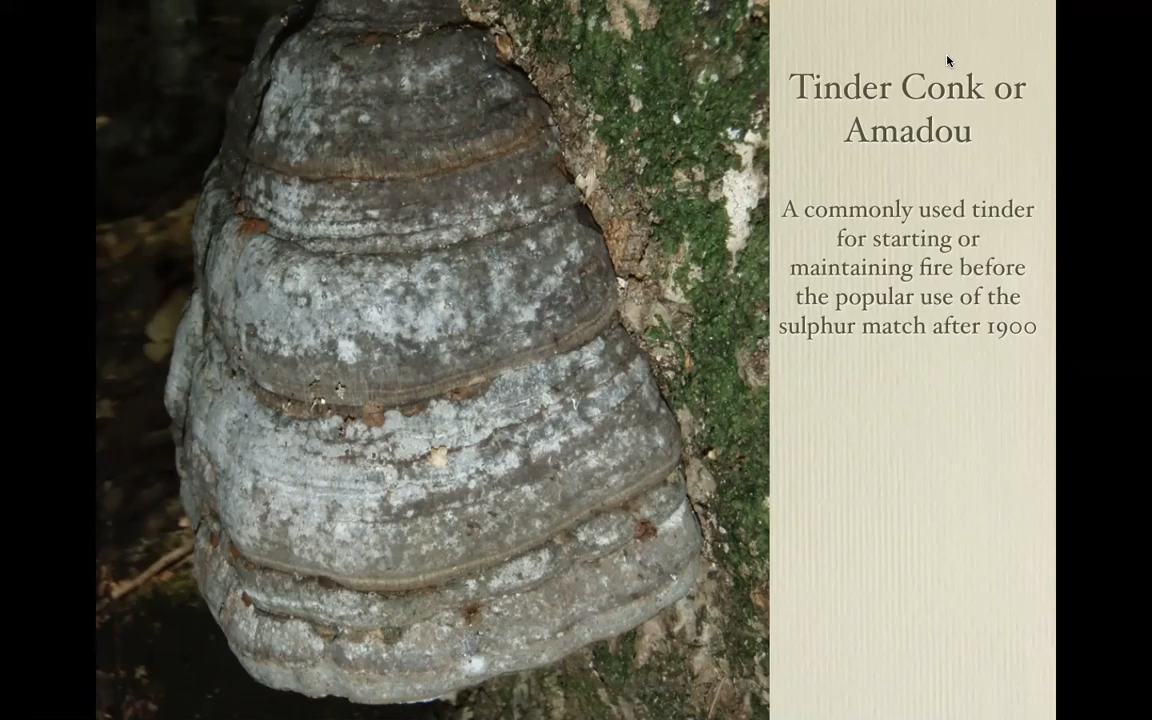 Tinder Conk or
Amadou
A commonly used tinder
for starting or
maintaining fire before
the popular use of the
sulphur match after 1900